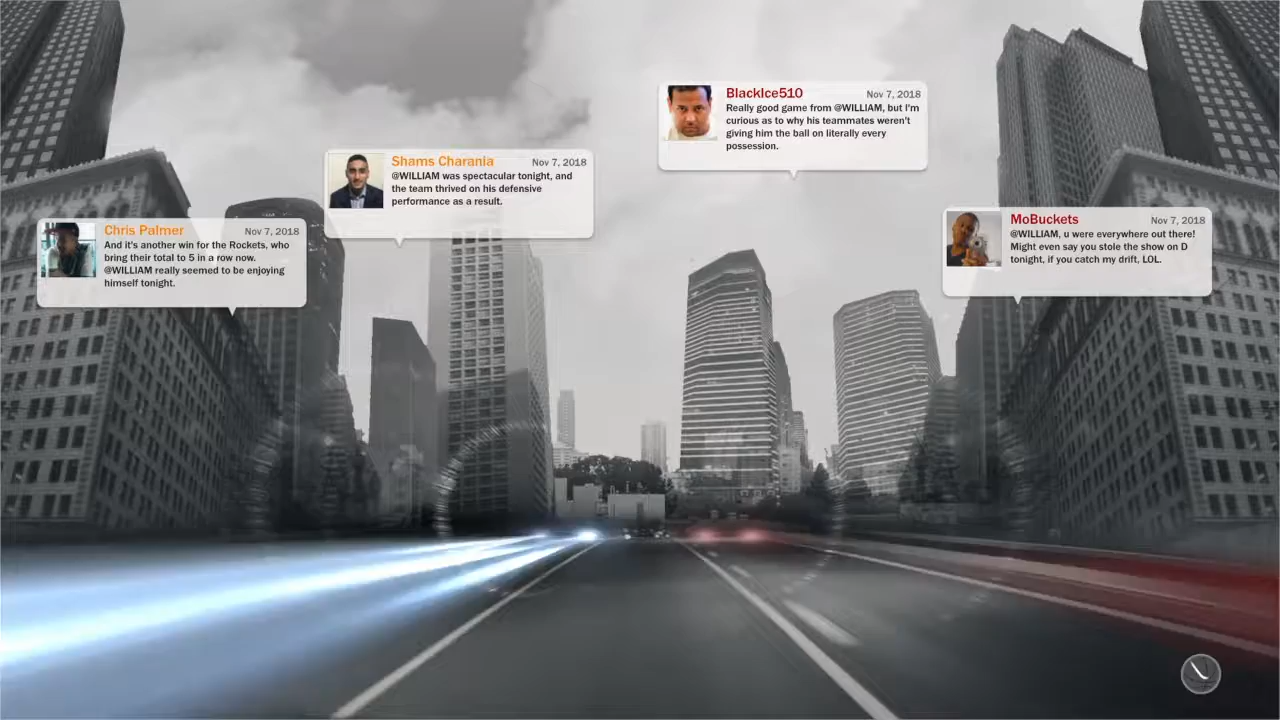 Chris Palmer Nov 7, 2018
And it's another win for the Rockets, who
bring their total to 5 in a row now.
@WILLIAM really seemed to be enjoying
himself tonight.
Shams Charania Nov 7, 2018
@WILLIAM was spectacular tonight, and
the team thrived on his defensive
performance as a result.
BlackIce510 Nov 7, 2018
Really good game from @WILLIAM, but I'm
curious as to why his teammates weren't
giving him the ball on literally every
possession.
MoBuckets Nov 7, 2018
@WILLIAM, u were everywhere out there!
Might even say you stole the show on D
tonight, if you catch my drift, LOL.